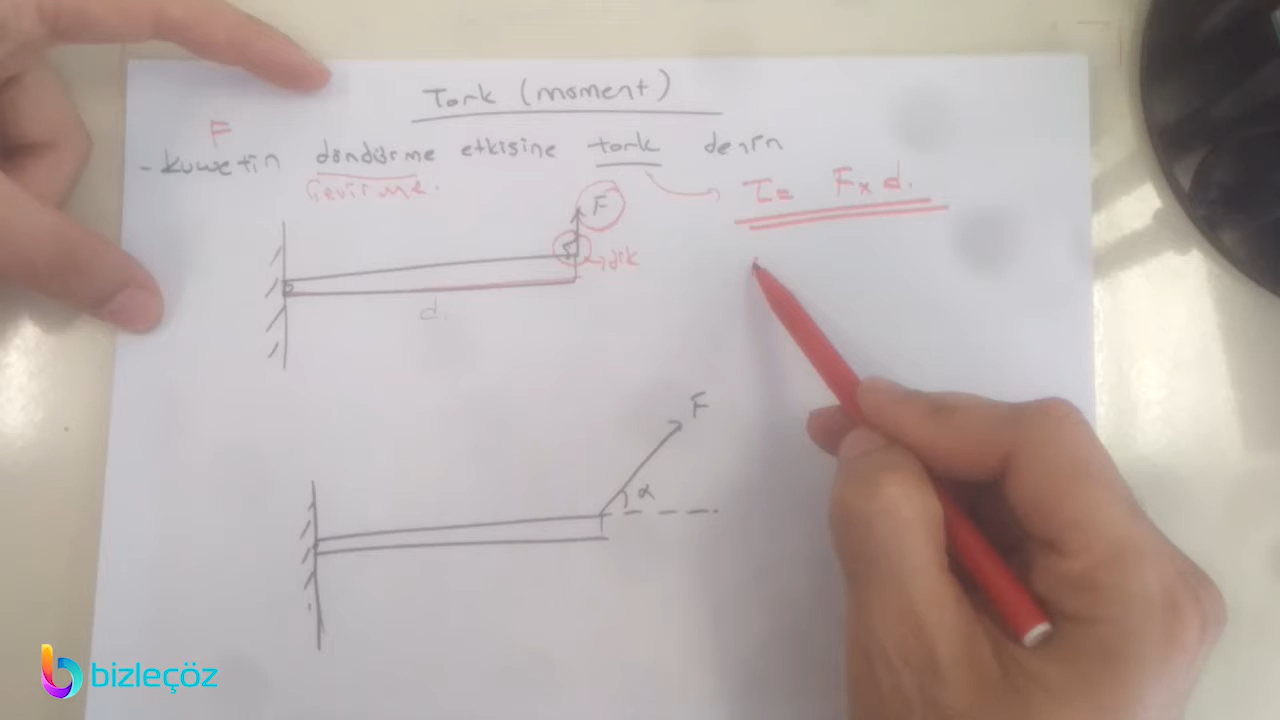 Tork (moment)
F
- kuvvetin döndürme etkisine tork denir
Çevirme.
τ = F x d.
F
→ dik
d.
F
α
bizleçöz